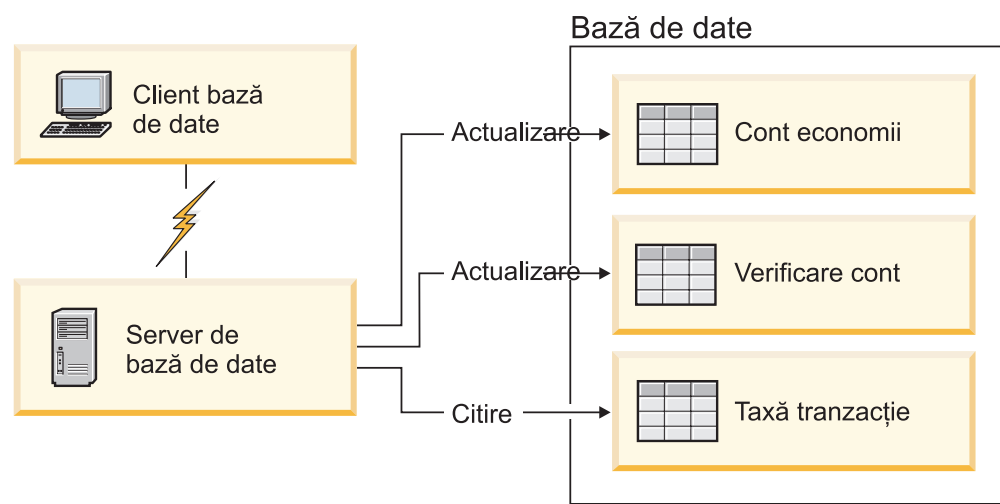 Bază de date
Client bază
de date
Actualizare
Cont economii
Actualizare
Verificare cont
Server de
bază de date
Citire
Taxă tranzacție